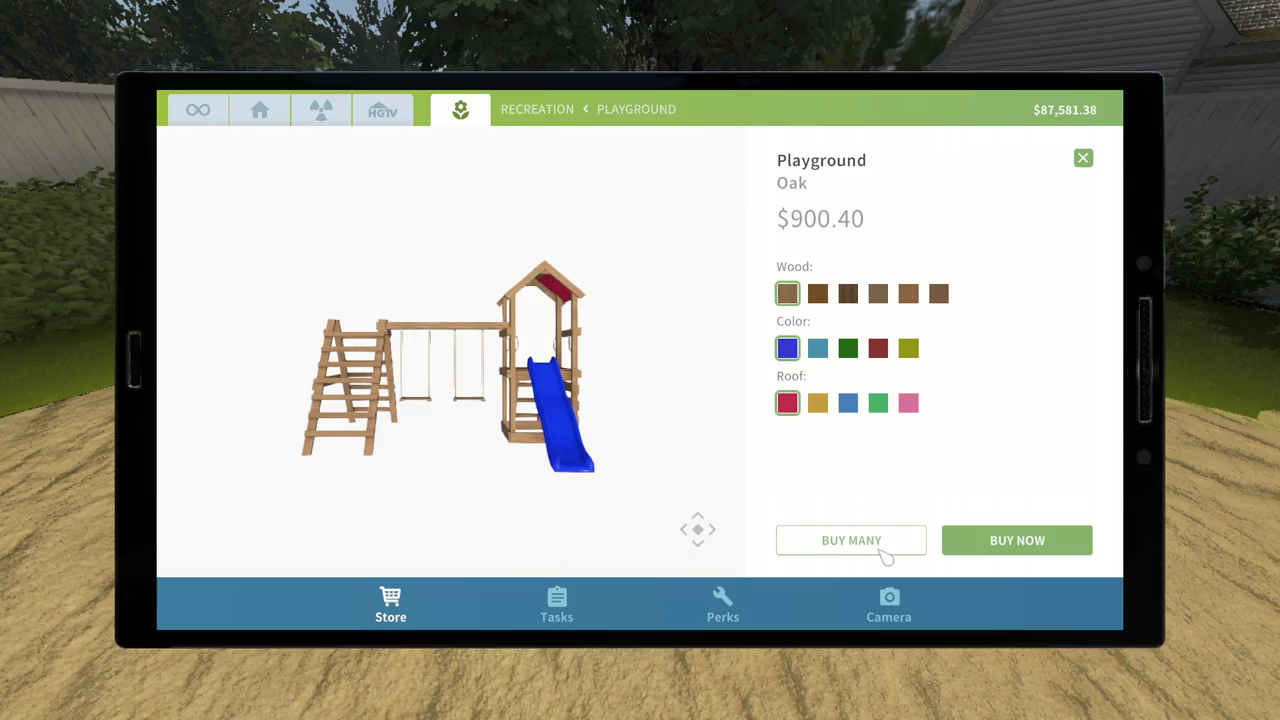 HGTV
RECREATION < PLAYGROUND
$87,581.38
Playground
Oak
$900.40
Wood:
Color:
Roof:
BUY MANY
BUY NOW
Store
Tasks
Perks
Camera